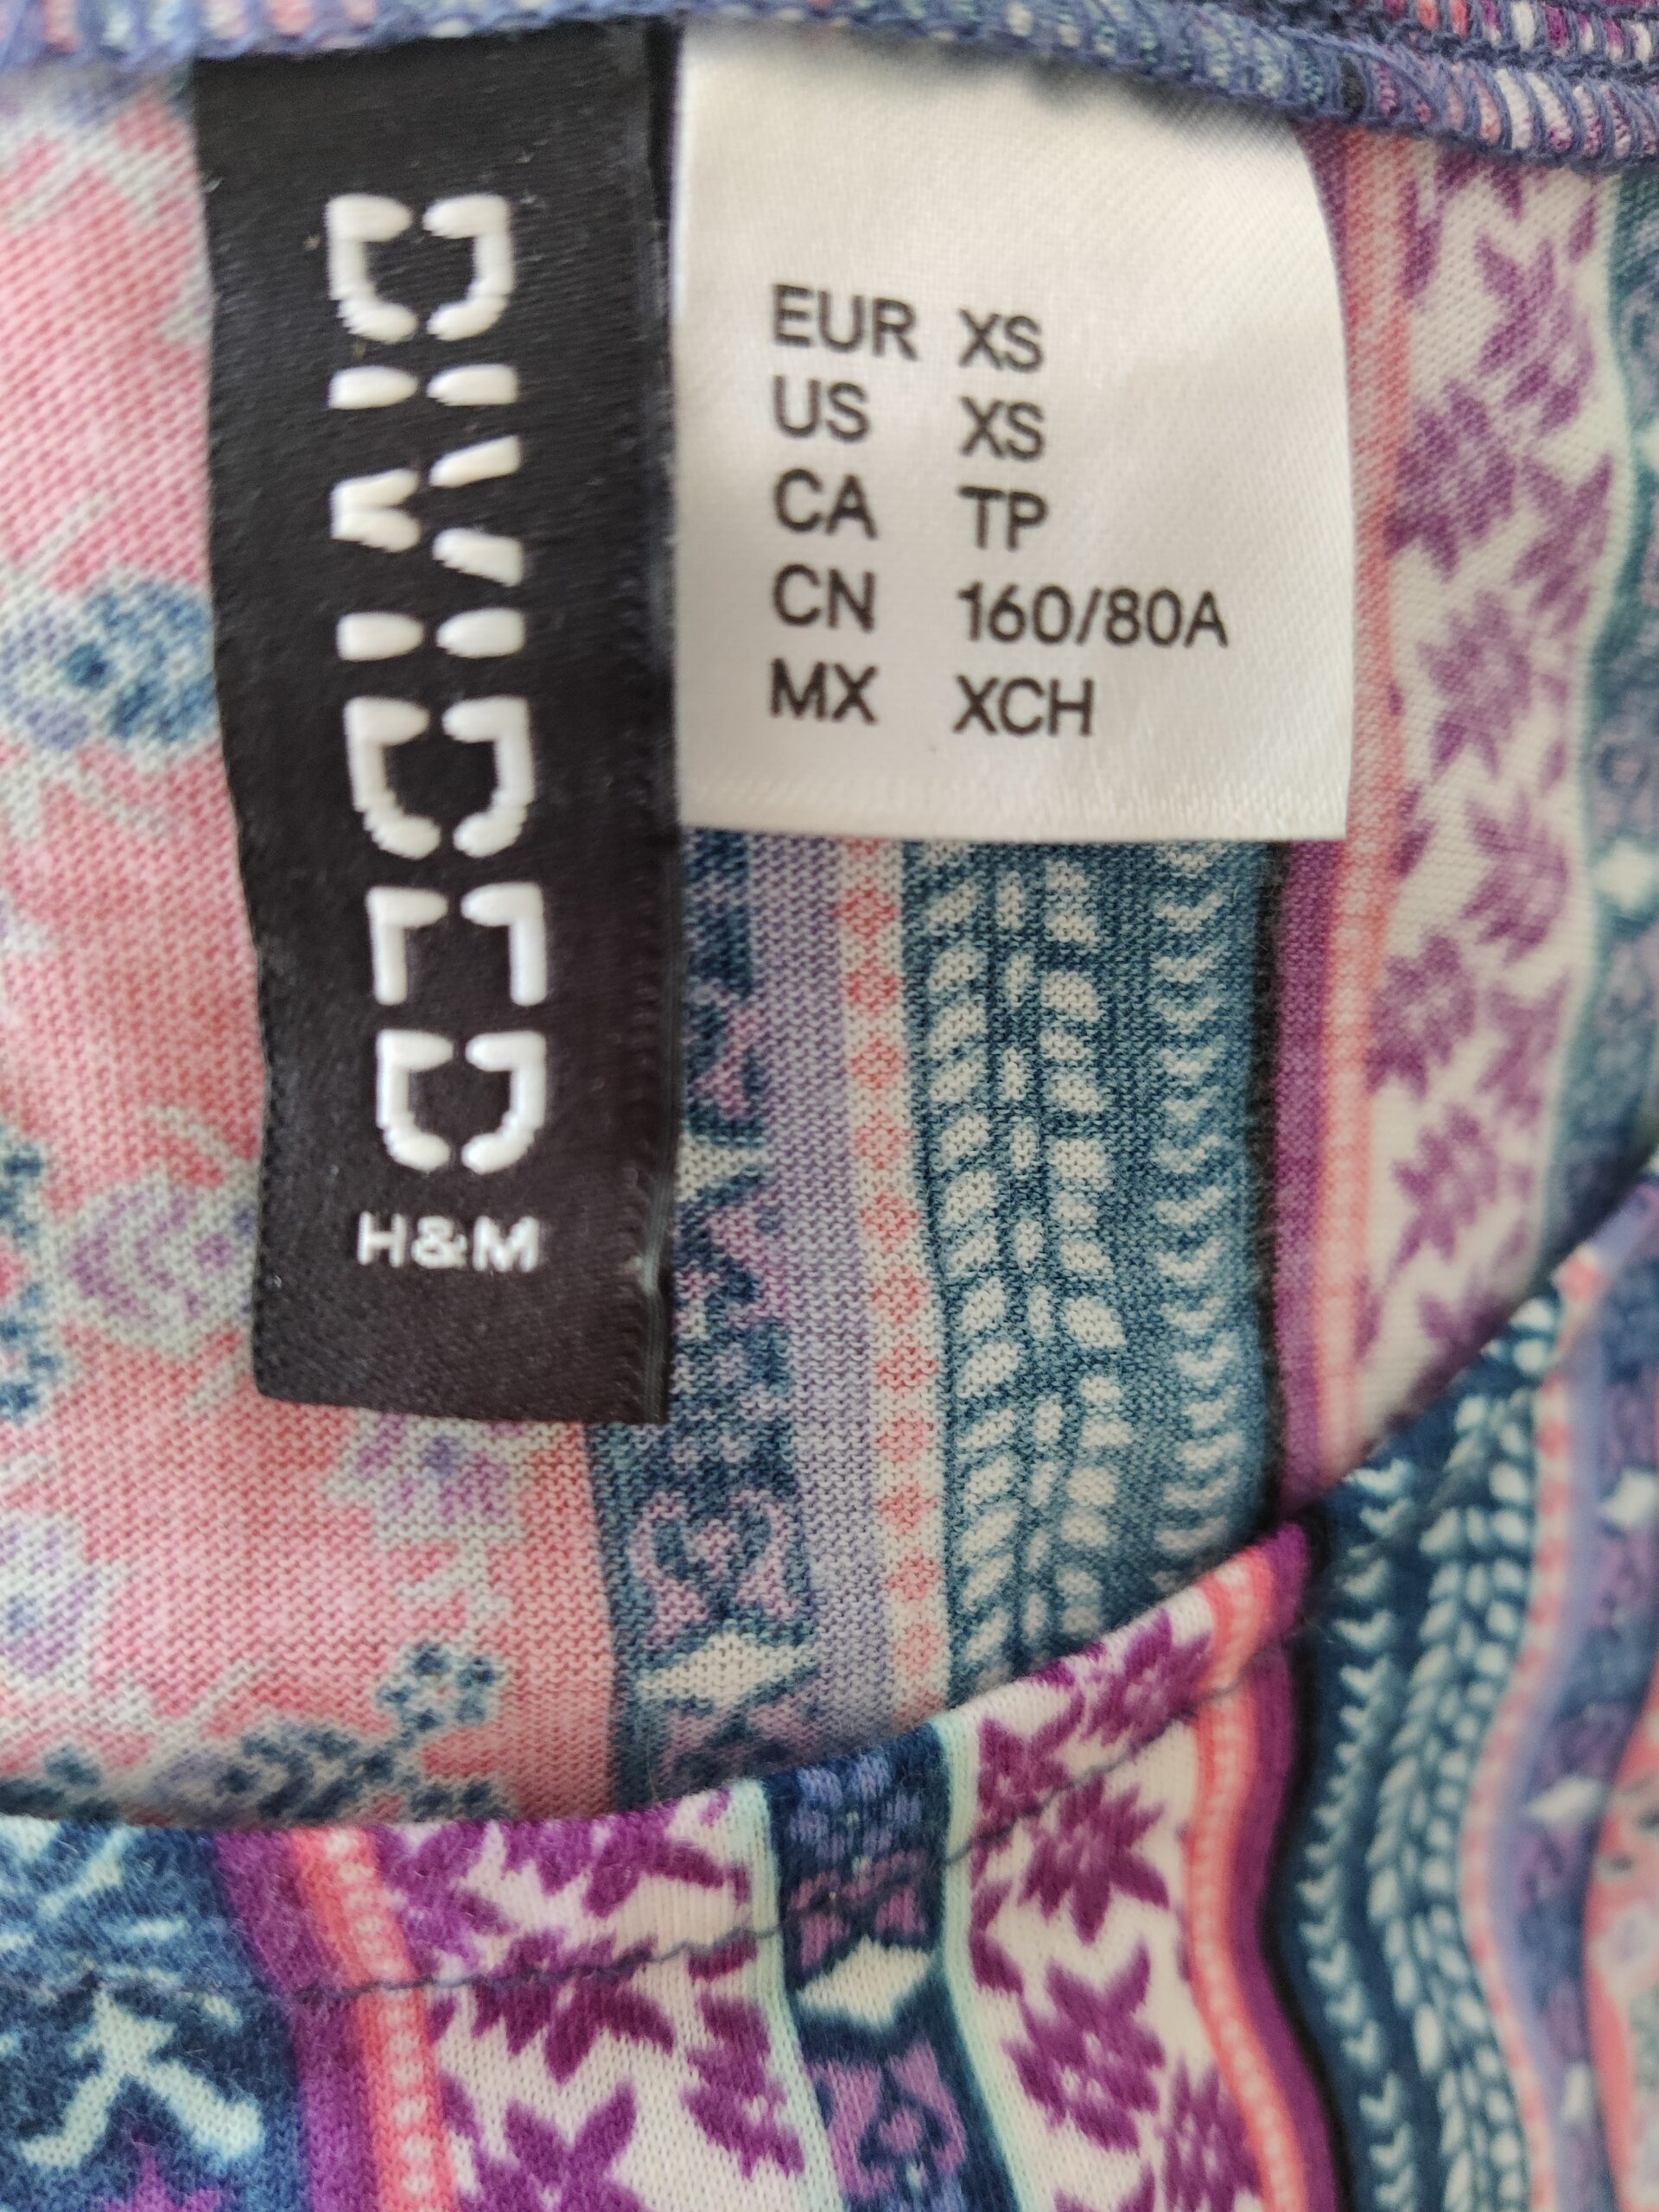 DIVIDED
H&M
EUR XS
US XS
CA TP
CN 160/80A
MX XCH